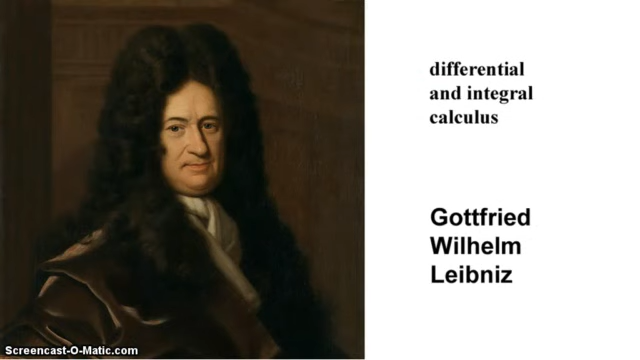 differential
and integral
calculus
Gottfried
Wilhelm
Leibniz
Screencast-O-Matic.com